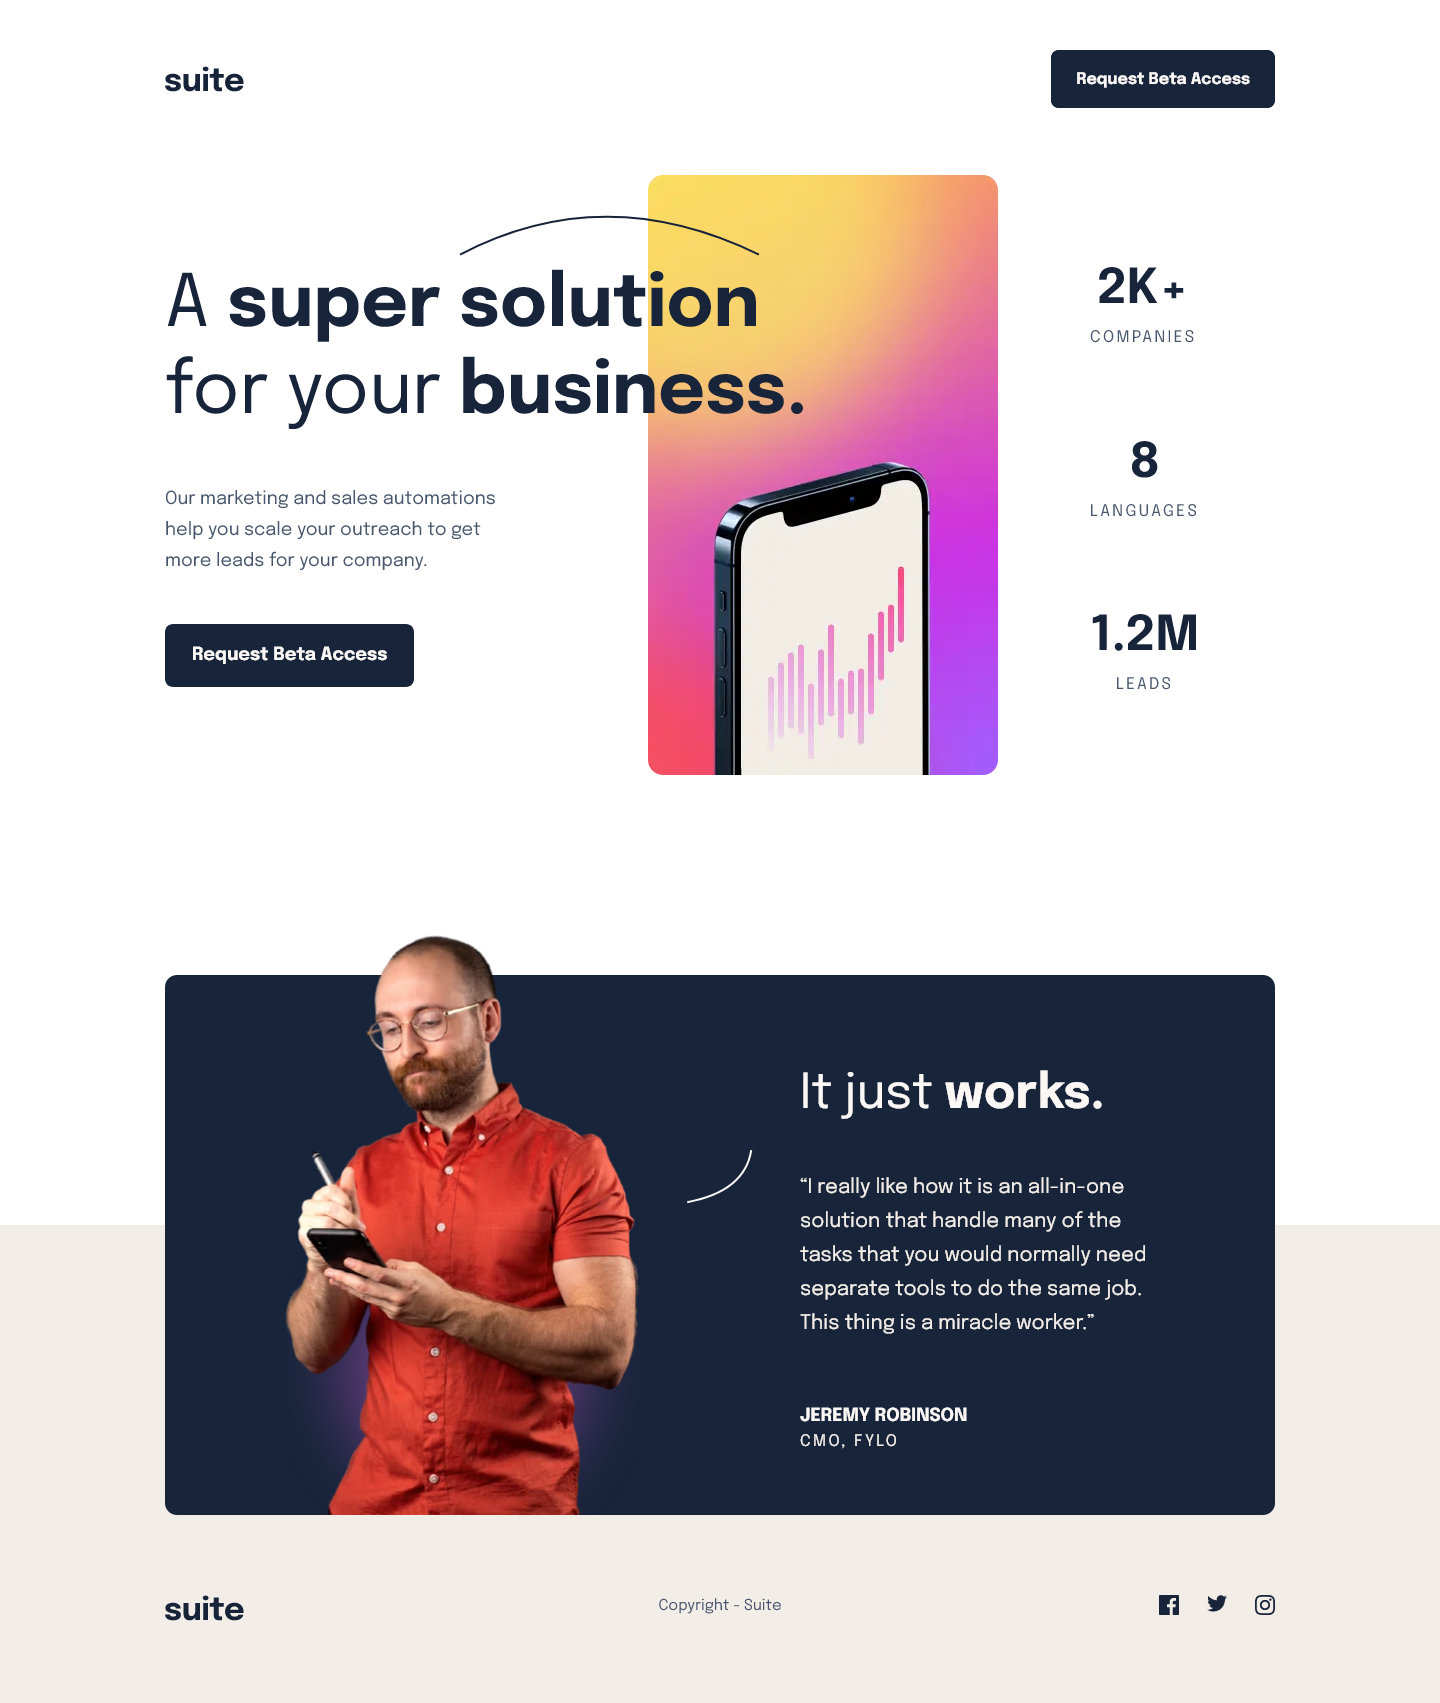 suite
Request Beta Access
A super solution
for your business.
Our marketing and sales automations
help you scale your outreach to get
more leads for your company.
Request Beta Access
2K+
COMPANIES
8
LANGUAGES
1.2M
LEADS
It just works.
“I really like how it is an all-in-one
solution that handle many of the
tasks that you would normally need
separate tools to do the same job.
This thing is a miracle worker.”
JEREMY ROBINSON
CMO, FYLO
suite
Copyright - Suite